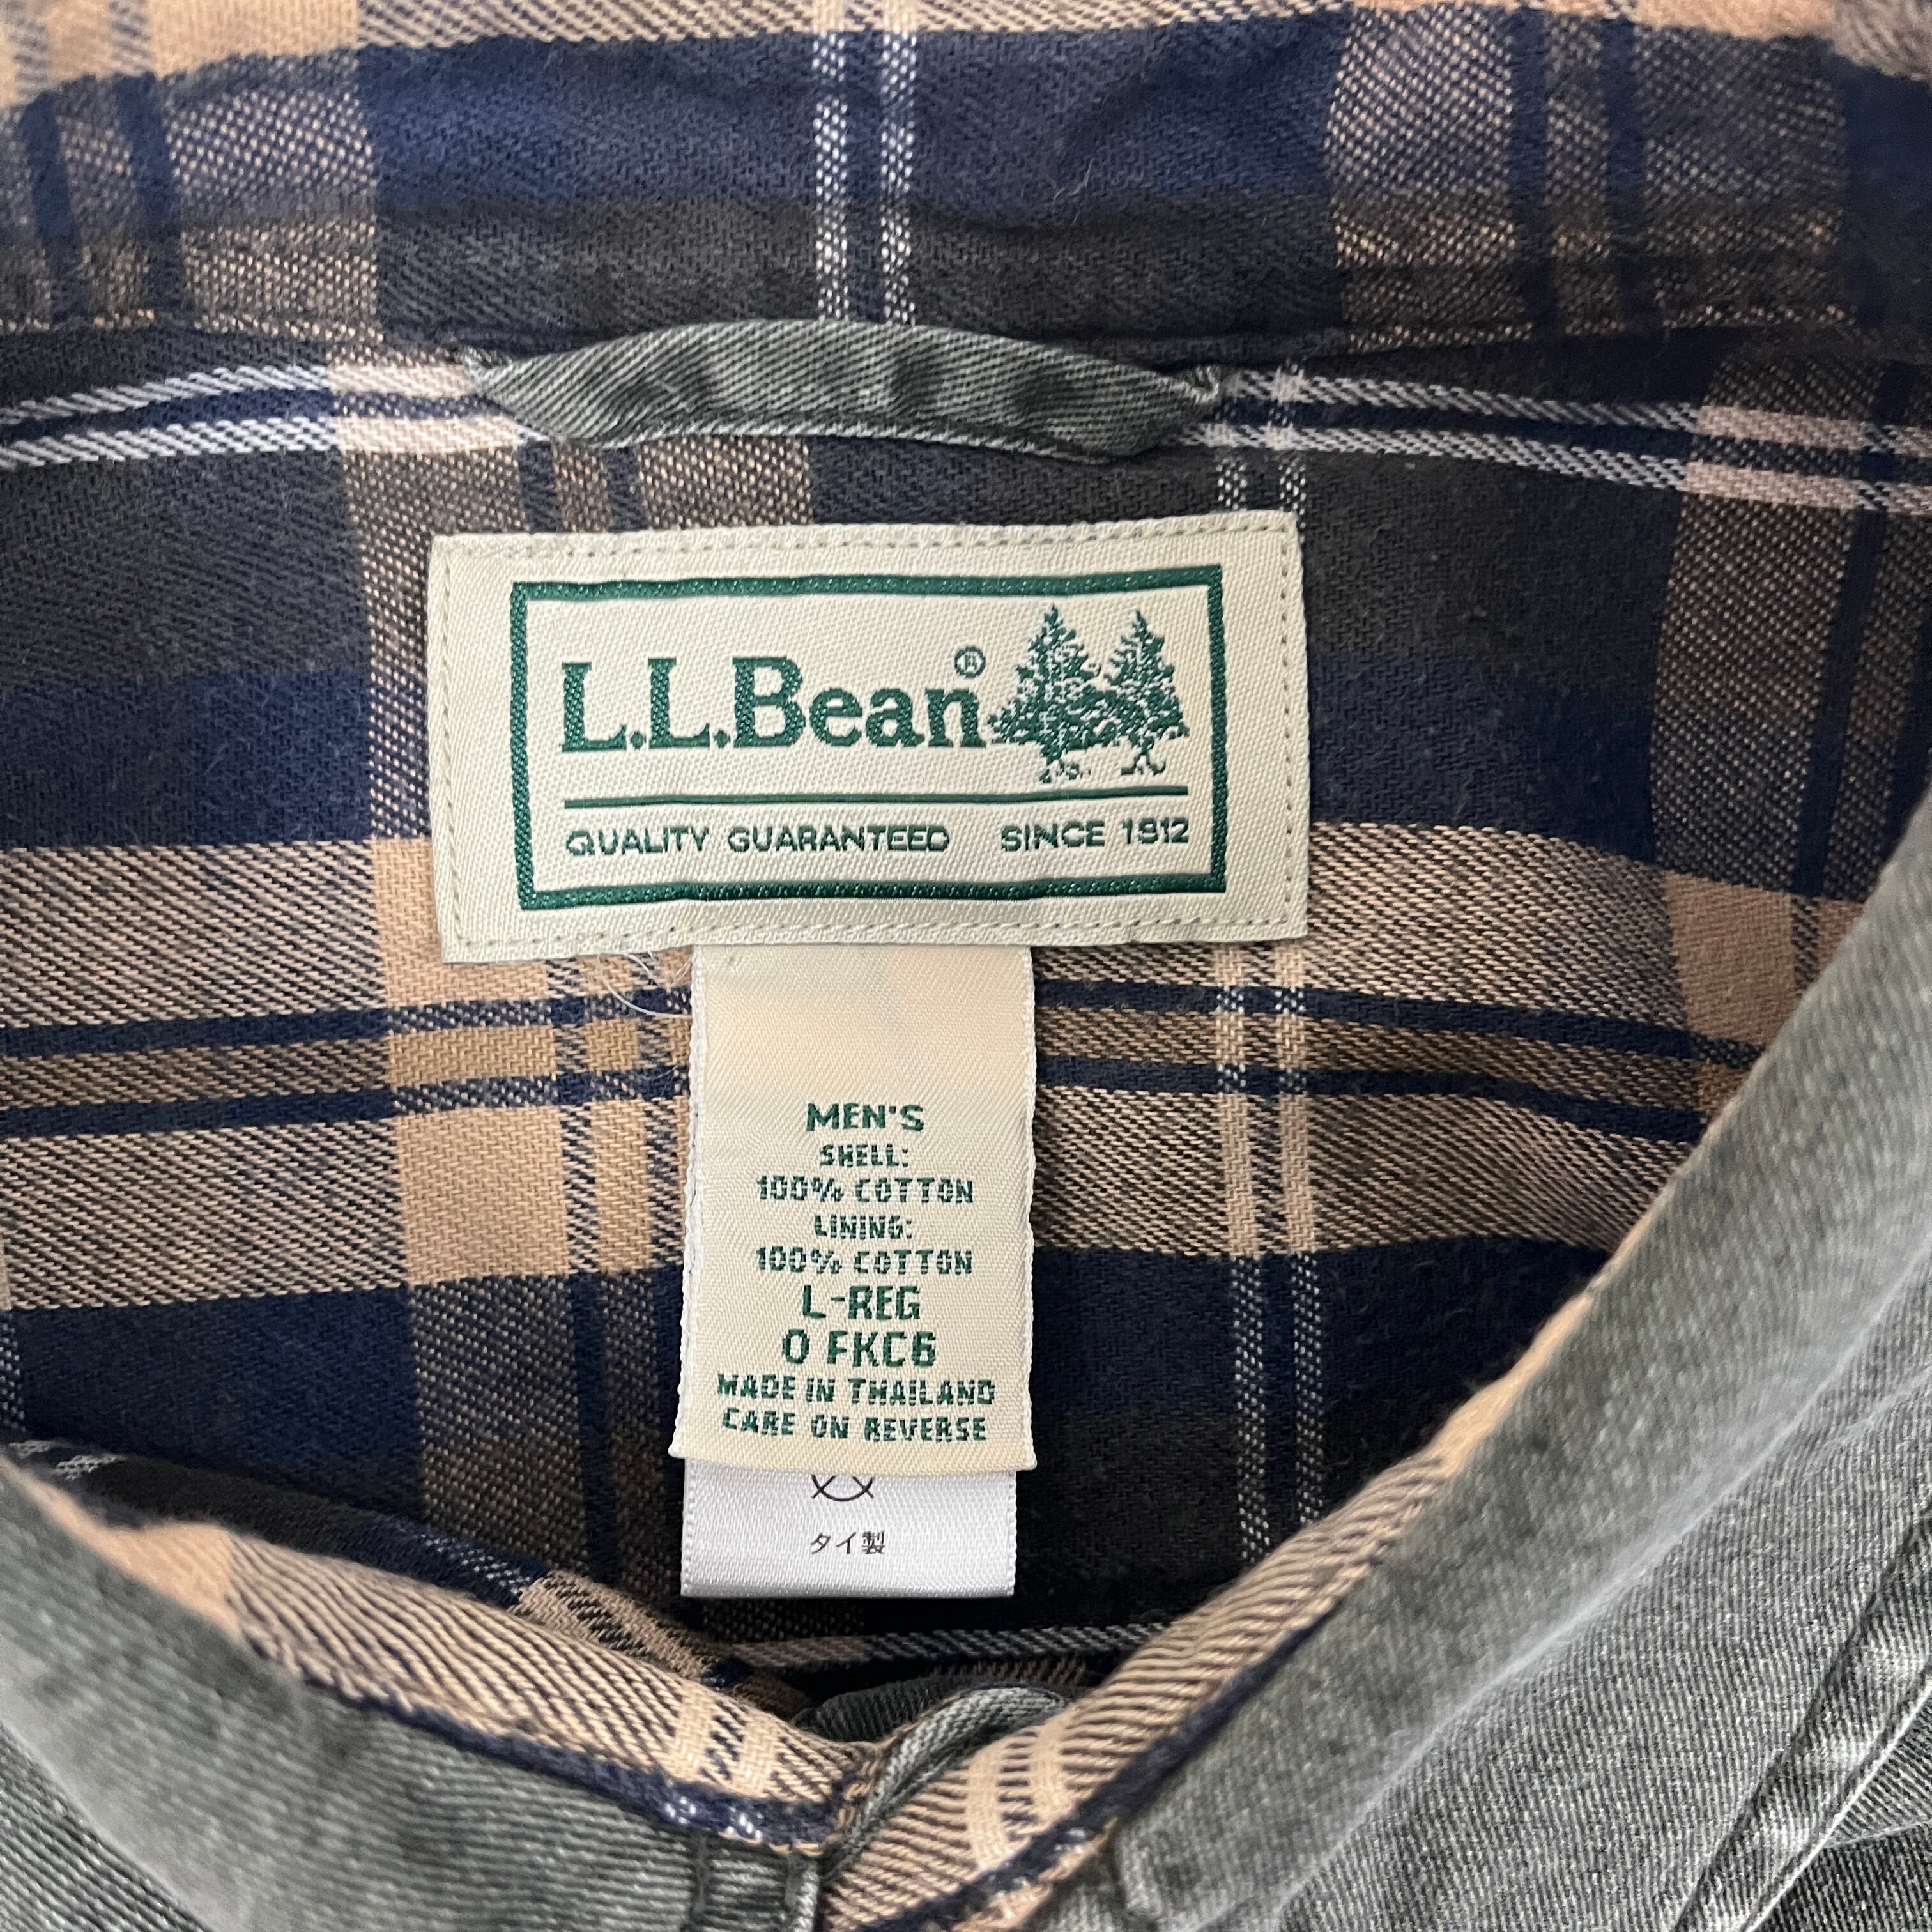 L.L.Bean®
QUALITY GUARANTEED SINCE 1912
MEN'S
SHELL:
100% COTTON
LINING:
100% COTTON
L-REG
0 FKC6
MADE IN THAILAND
CARE ON REVERSE
タイ製